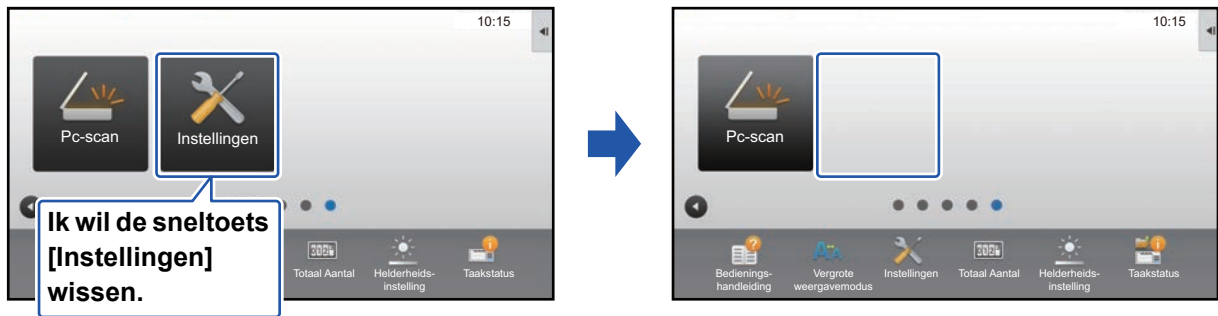 10:15
Pc-scan
Instellingen
Ik wil de sneltoets
[Instellingen]
wissen.
Totaal Aantal
Helderheids-
instelling
Taakstatus
10:15
Pc-scan
Bedienings-
handleiding
Vergrote
weergavemodus
Instellingen
Totaal Aantal
Helderheids-
instelling
Taakstatus